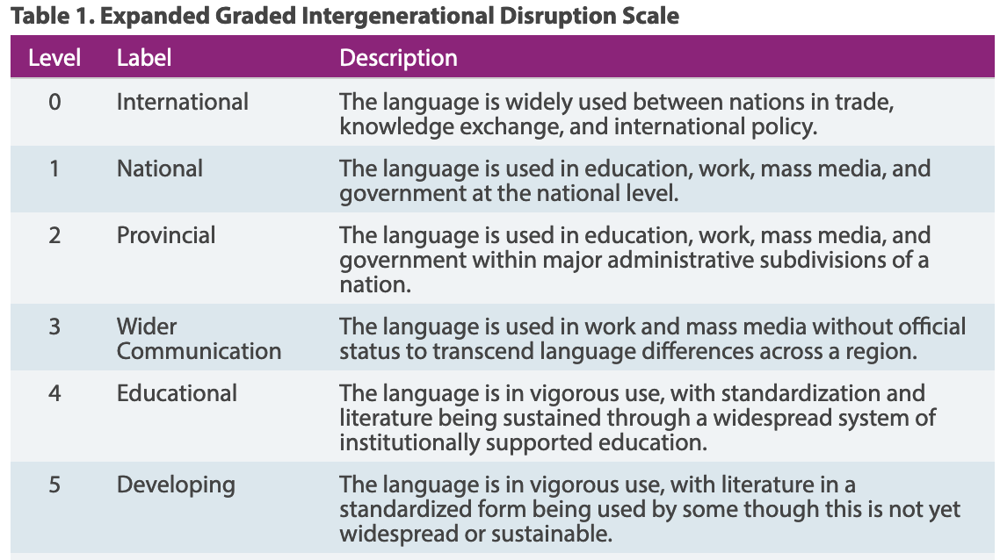 Table 1. Expanded Graded Intergenerational Disruption Scale
Level Label Description
0 International The language is widely used between nations in trade,
knowledge exchange, and international policy.
1 National The language is used in education, work, mass media, and
government at the national level.
2 Provincial The language is used in education, work, mass media, and
government within major administrative subdivisions of a
nation.
3 Wider The language is used in work and mass media without official
Communication status to transcend language differences across a region.
4 Educational The language is in vigorous use, with standardization and
literature being sustained through a widespread system of
institutionally supported education.
5 Developing The language is in vigorous use, with literature in a
standardized form being used by some though this is not yet
widespread or sustainable.